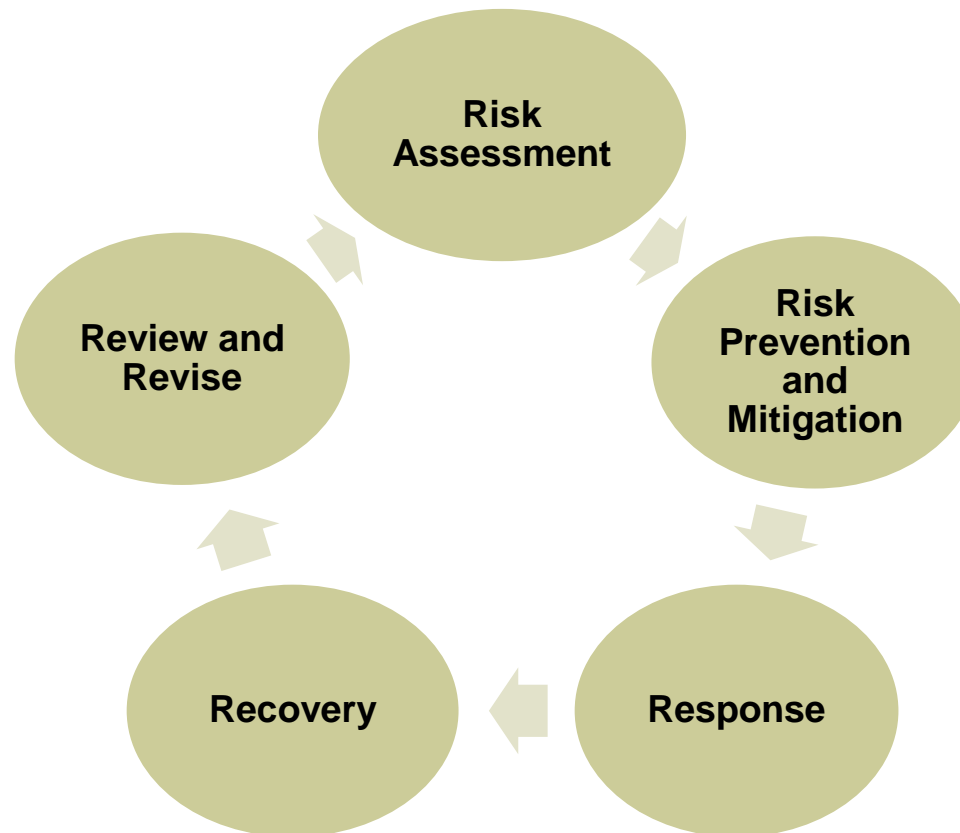 Risk
Assessment
Risk
Prevention
and
Mitigation
Response
Recovery
Review and
Revise